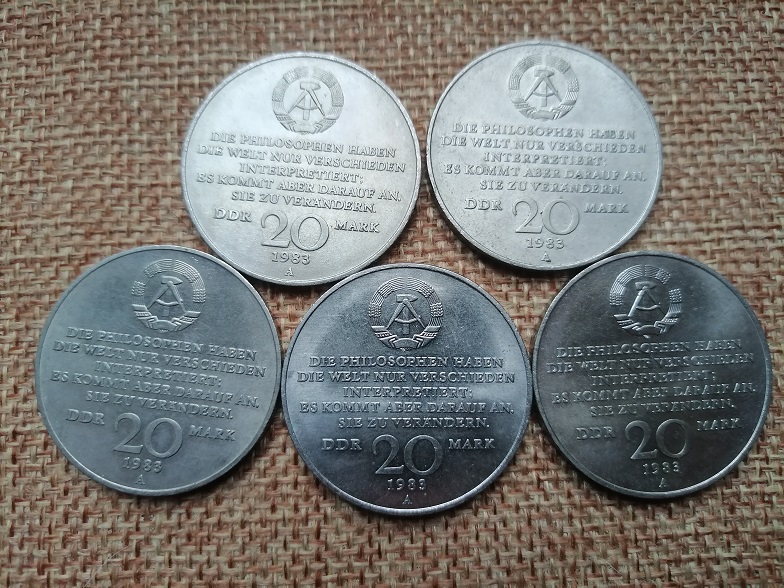 DIE PHILOSOPHEN HABEN
DIE WELT NUR VERSCHIEDEN
INTERPRETIERT;
ES KOMMT ABER DARAUF AN,
SIE ZU VERÄNDERN.
DDR 20 MARK
1983
A
DIE PHILOSOPHEN HABEN
DIE WELT NUR VERSCHIEDEN
INTERPRETIERT;
ES KOMMT ABER DARAUF AN,
SIE ZU VERÄNDERN.
DDR 20 MARK
1983
A
DIE PHILOSOPHEN HABEN
DIE WELT NUR VERSCHIEDEN
INTERPRETIERT;
ES KOMMT ABER DARAUF AN,
SIE ZU VERÄNDERN.
DDR 20 MARK
1983
A
DIE PHILOSOPHEN HABEN
DIE WELT NUR VERSCHIEDEN
INTERPRETIERT;
ES KOMMT ABER DARAUF AN,
SIE ZU VERÄNDERN.
DDR 20 MARK
1983
A
DIE PHILOSOPHEN HABEN
DIE WELT NUR VERSCHIEDEN
INTERPRETIERT;
ES KOMMT ABER DARAUF AN,
SIE ZU VERÄNDERN.
DDR 20 MARK
1983
A